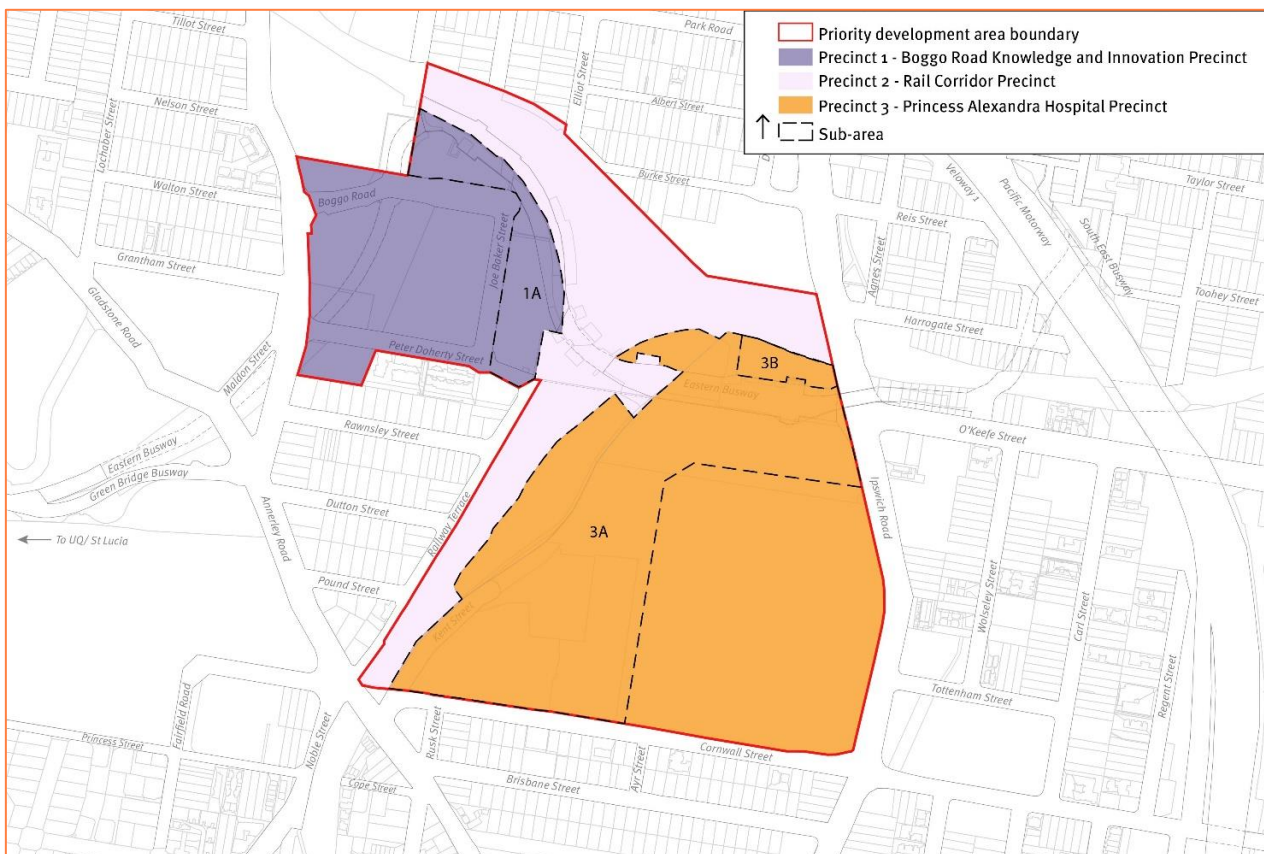 Priority development area boundary
Precinct 1 - Boggo Road Knowledge and Innovation Precinct
Precinct 2 - Rail Corridor Precinct
Precinct 3 - Princess Alexandra Hospital Precinct
Sub-area
Tillot Street
Park Road
Elliot Street
Nelson Street
Albert Street
Lochaber Street
Walton Street
Burke Street
Veloway 1
Pacific Motorway
South East Busway
Taylor Street
Boggo Road
Reis Street
Agnes Street
Grantham Street
Joe Baker Street
1A
Toohey Street
Harrogate Street
Gladstone Road
Peter Doherty Street
Maldon Street
3B
Eastern Busway
Rawnsley Street
O'Keefe Street
Eastern Busway
Green Bridge Busway
Annerley Road
Dutton Street
Railway Terrace
Ipswich Road
To UQ/ St Lucia
3A
Pound Street
Kent Street
Wolseley Street
Carl Street
Regent Street
Tottenham Street
Fairfield Road
Noble Street
Rusk Street
Princess Street
Cornwall Street
Ayr Street
Brisbane Street
Cope Street